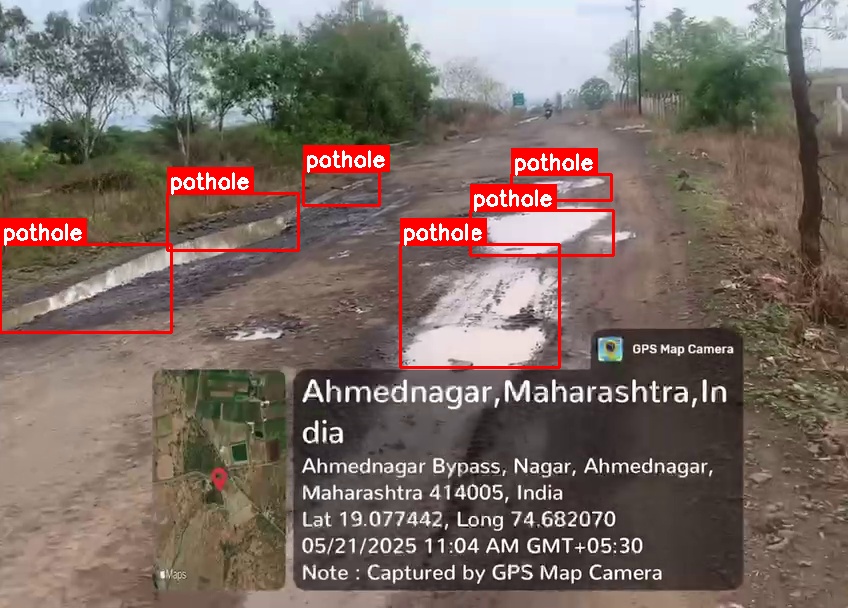 pothole
pothole
pothole
pothole
pothole
pothole
GPS Map Camera
Ahmednagar,Maharashtra,In
dia
Ahmednagar Bypass, Nagar, Ahmednagar,
Maharashtra 414005, India
Lat 19.077442, Long 74.682070
05/21/2025 11:04 AM GMT+05:30
Note : Captured by GPS Map Camera
Maps